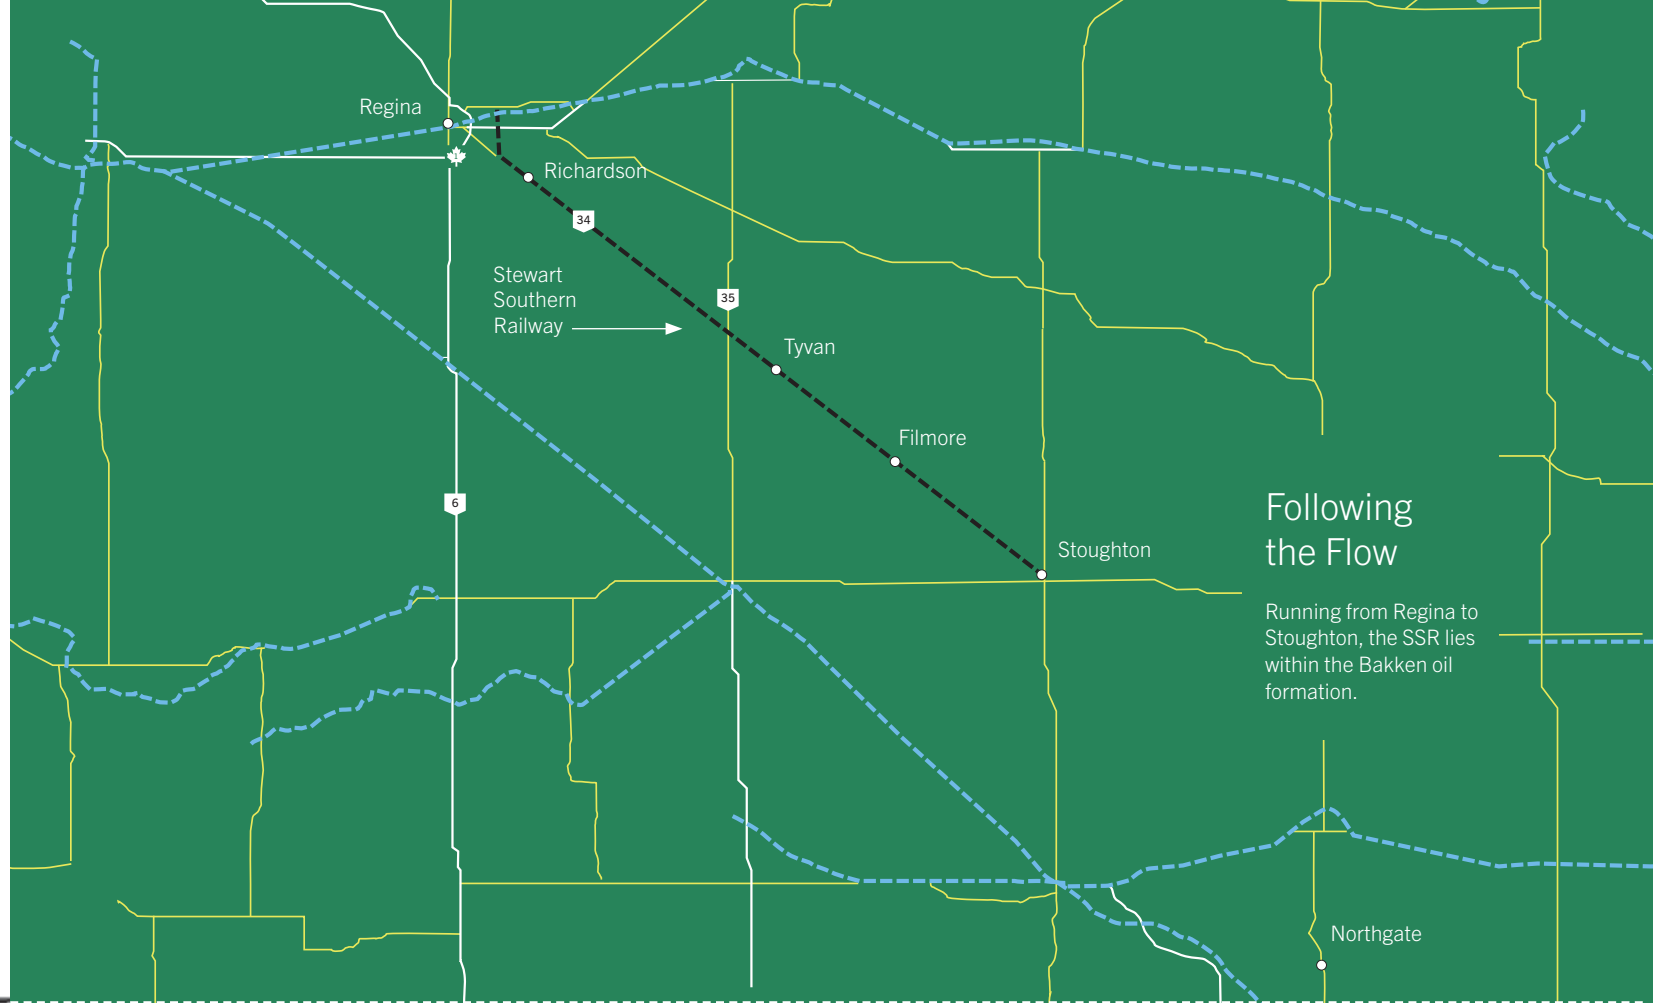 Regina
1
Richardson
34
Stewart
Southern
Railway
35
Tyvan
Filmore
6
Following
the Flow
Stoughton
Running from Regina to
Stoughton, the SSR lies
within the Bakken oil
formation.
Northgate